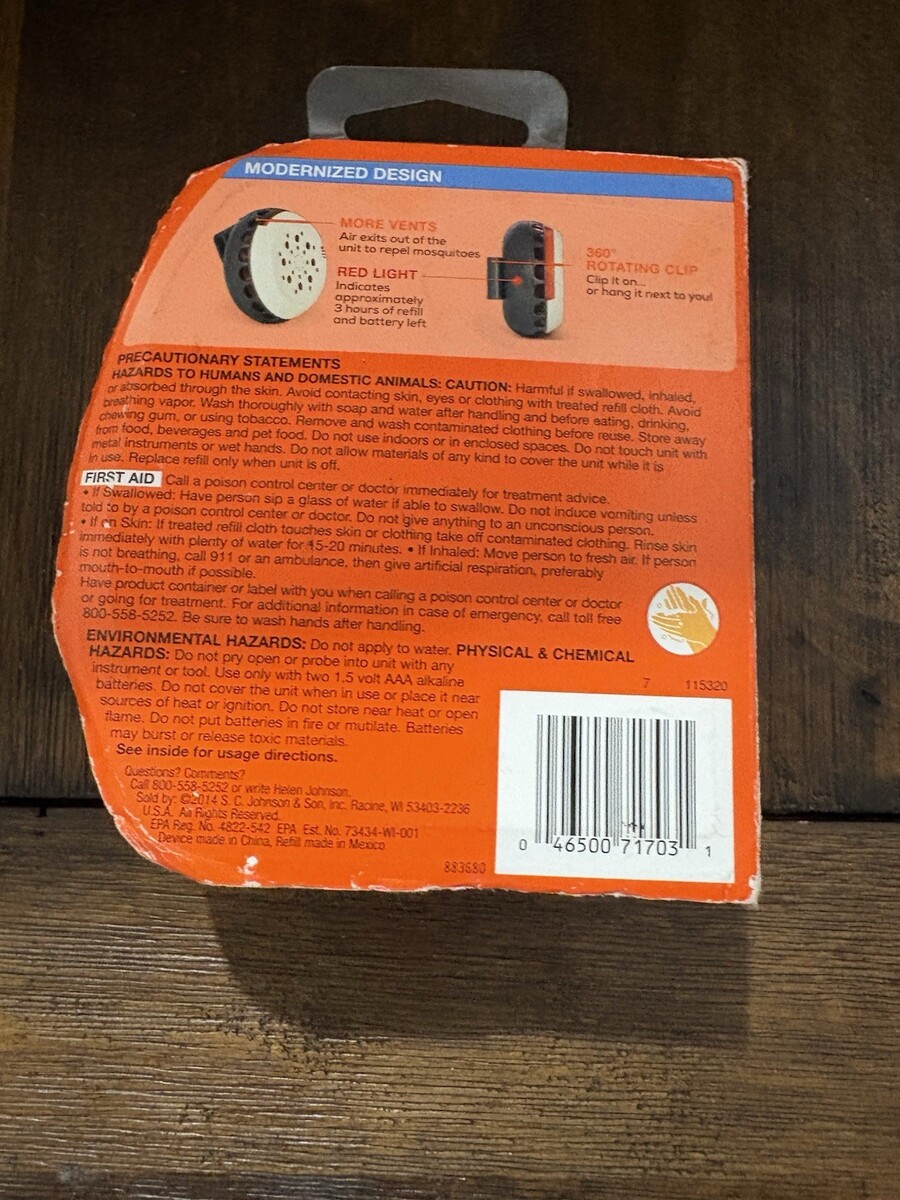 MODERNIZED DESIGN
MORE VENTS
Air exits out of the
unit to repel mosquitoes
RED LIGHT
Indicates
approximately
3 hours of refill
and battery left
360°
ROTATING CLIP
Clip it on...
or hang it next to you!
PRECAUTIONARY STATEMENTS
HAZARDS TO HUMANS AND DOMESTIC ANIMALS: CAUTION: Harmful if swallowed, inhaled,
or absorbed through the skin. Avoid contacting skin, eyes or clothing with treated refill cloth. Avoid
breathing vapor. Wash thoroughly with soap and water after handling and before eating, drinking,
chewing gum, or using tobacco. Remove and wash contaminated clothing before reuse. Store away
from food, beverages and pet food. Do not use indoors or in enclosed spaces. Do not touch unit with
metal instruments or wet hands. Do not allow materials of any kind to cover the unit while it is
in use. Replace refill only when unit is off.
FIRST AID Call a poison control center or doctor immediately for treatment advice.
• If Swallowed: Have person sip a glass of water if able to swallow. Do not induce vomiting unless
told to by a poison control center or doctor. Do not give anything to an unconscious person.
• If on Skin: If treated refill cloth touches skin or clothing take off contaminated clothing. Rinse skin
immediately with plenty of water for 15-20 minutes. • If Inhaled: Move person to fresh air. If person
is not breathing, call 911 or an ambulance, then give artificial respiration, preferably
mouth-to-mouth if possible.
Have product container or label with you when calling a poison control center or doctor
or going for treatment. For additional information in case of emergency, call toll free
800-558-5252. Be sure to wash hands after handling.
ENVIRONMENTAL HAZARDS: Do not apply to water. PHYSICAL & CHEMICAL
HAZARDS: Do not pry open or probe into unit with any
instrument or tool. Use only with two 1.5 volt AAA alkaline
batteries. Do not cover the unit when in use or place it near
sources of heat or ignition. Do not store near heat or open
flame. Do not put batteries in fire or mutilate. Batteries
may burst or release toxic materials.
See inside for usage directions.
7 115320
Questions? Comments?
Call 800-558-5252 or write Helen Johnson.
Sold by: ©2014 S. C. Johnson & Son, Inc. Racine, WI 53403-2236
U.S.A. All Rights Reserved.
EPA Reg. No. 4822-542 EPA Est. No. 73434-WI-001
Device made in China, Refill made in Mexico
883680
0 46500 71703 1